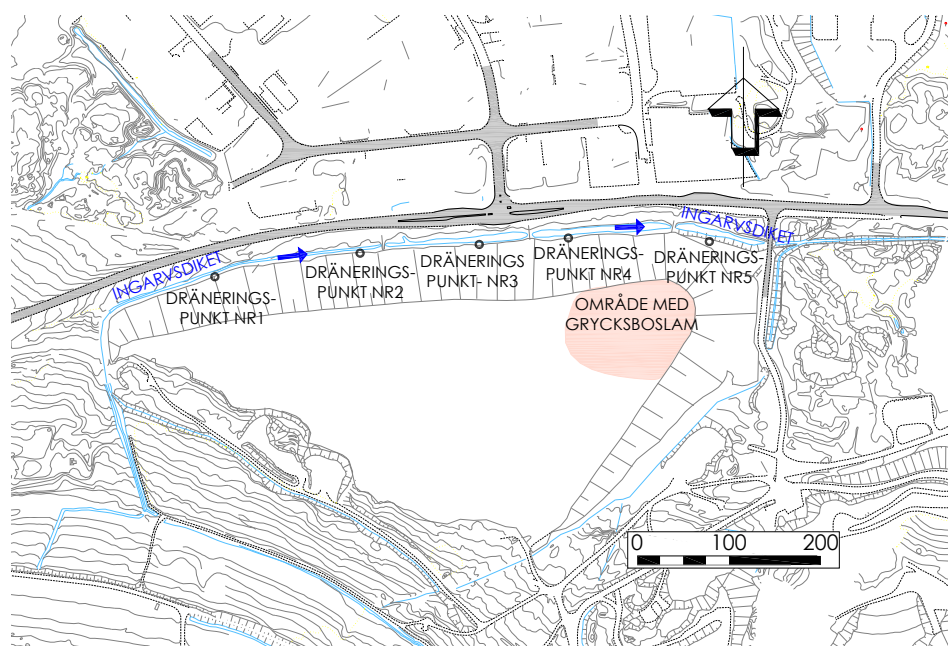 INGARVSDIKET
INGARVSDIKET
DRÄNERINGS-
PUNKT NR1
DRÄNERINGS-
PUNKT NR2
DRÄNERINGS
PUNKT- NR3
DRÄNERINGS-
PUNKT NR4
DRÄNERINGS-
PUNKT NR5
OMRÅDE MED
GRYCKSBOSLAM
0 100 200